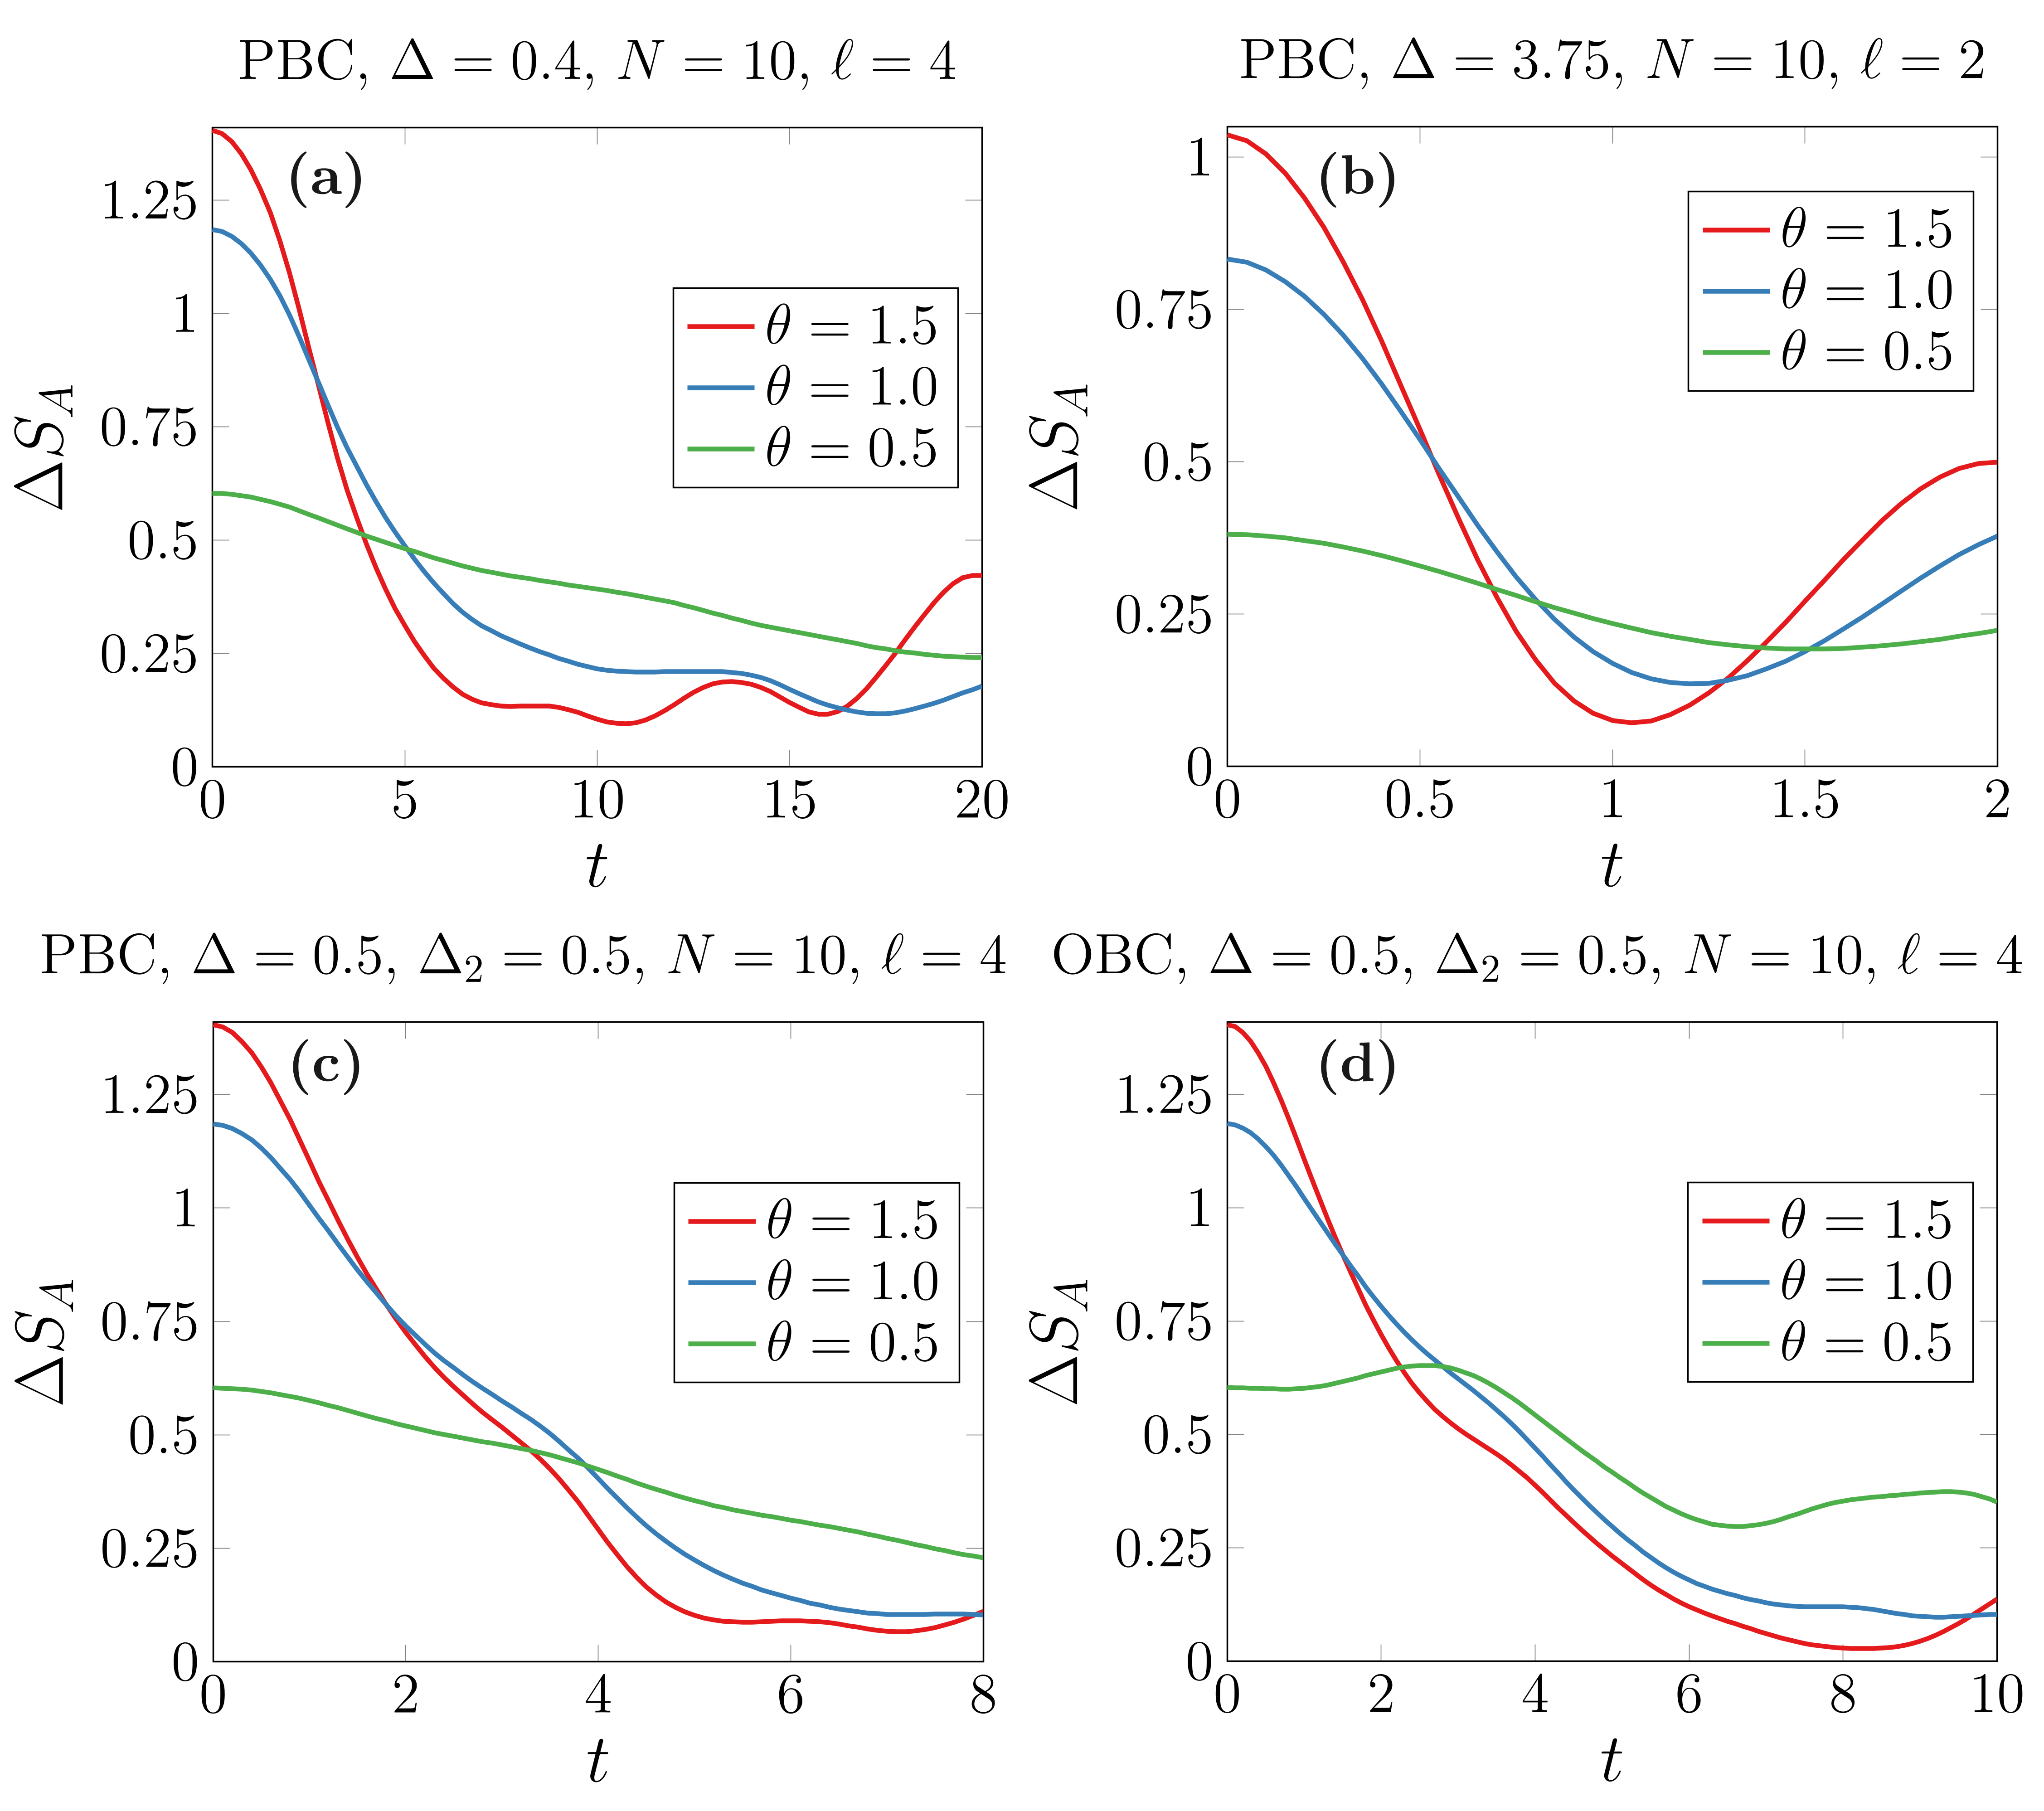 PBC, Δ = 0.4, N = 10, ℓ = 4
(a)
ΔS_A
1.25
1
0.75
0.5
0.25
0
θ = 1.5
θ = 1.0
θ = 0.5
0 5 10 15 20
t
PBC, Δ = 3.75, N = 10, ℓ = 2
(b)
ΔS_A
1
0.75
0.5
0.25
0
θ = 1.5
θ = 1.0
θ = 0.5
0 0.5 1 1.5 2
t
PBC, Δ = 0.5, Δ₂ = 0.5, N = 10, ℓ = 4
(c)
ΔS_A
1.25
1
0.75
0.5
0.25
0
θ = 1.5
θ = 1.0
θ = 0.5
0 2 4 6 8
t
OBC, Δ = 0.5, Δ₂ = 0.5, N = 10, ℓ = 4
(d)
ΔS_A
1.25
1
0.75
0.5
0.25
0
θ = 1.5
θ = 1.0
θ = 0.5
0 2 4 6 8 10
t